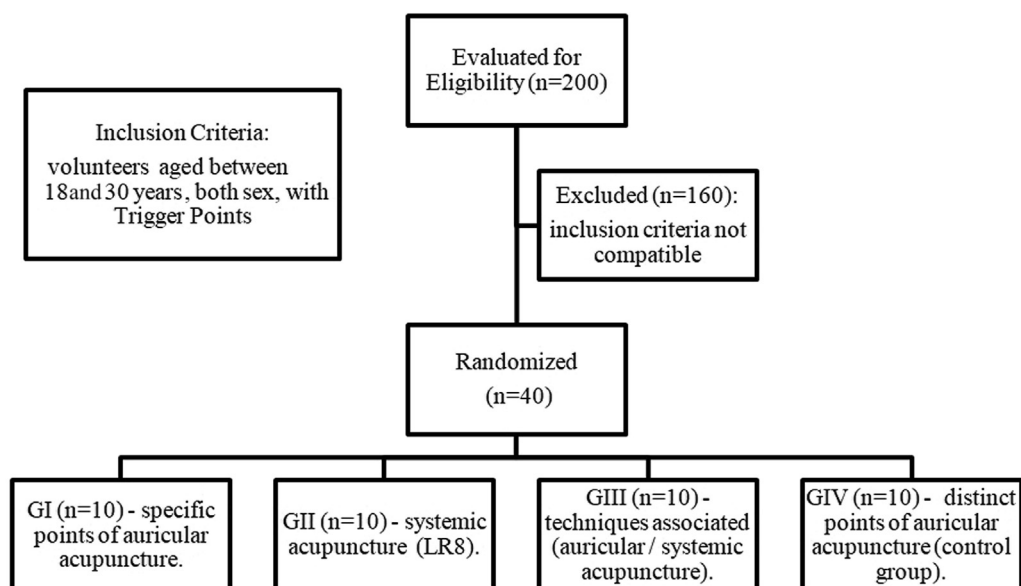 Evaluated for
Eligibility (n=200)
Inclusion Criteria:
volunteers aged between
18and 30 years, both sex, with
Trigger Points
Excluded (n=160):
inclusion criteria not
compatible
Randomized
(n=40)
GI (n=10) - specific
points of auricular
acupuncture.
GII (n=10) - systemic
acupuncture (LR8).
GIII (n=10) -
techniques associated
(auricular / systemic
acupuncture).
GIV (n=10) - distinct
points of auricular
acupuncture (control
group).